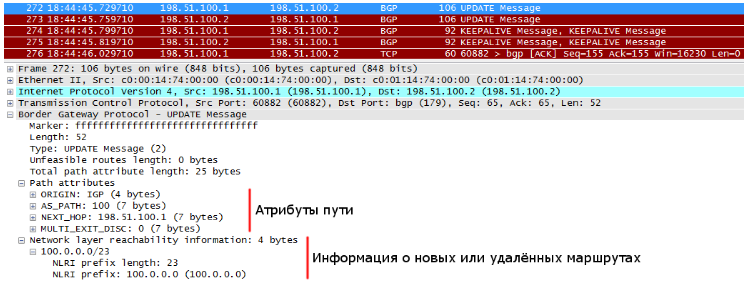 272 18:44:45.729710 198.51.100.1 198.51.100.2 BGP 106 UPDATE Message
273 18:44:45.759710 198.51.100.2 198.51.100.1 BGP 106 UPDATE Message
274 18:44:45.799710 198.51.100.1 198.51.100.2 BGP 92 KEEPALIVE Message, KEEPALIVE Message
275 18:44:45.819710 198.51.100.2 198.51.100.1 BGP 92 KEEPALIVE Message, KEEPALIVE Message
276 18:44:46.029710 198.51.100.1 198.51.100.2 TCP 60 60882 > bgp [ACK] Seq=155 Ack=155 Win=16230 Len=0
Frame 272: 106 bytes on wire (848 bits), 106 bytes captured (848 bits)
Ethernet II, Src: c0:00:14:74:00:00 (c0:00:14:74:00:00), Dst: c0:01:14:74:00:00 (c0:01:14:74:00:00)
Internet Protocol Version 4, Src: 198.51.100.1 (198.51.100.1), Dst: 198.51.100.2 (198.51.100.2)
Transmission Control Protocol, Src Port: 60882 (60882), Dst Port: bgp (179), Seq: 65, Ack: 65, Len: 52
Border Gateway Protocol - UPDATE Message
Marker: ffffffffffffffffffffffffffffffff
Length: 52
Type: UPDATE Message (2)
Unfeasible routes length: 0 bytes
Total path attribute length: 25 bytes
Path attributes
ORIGIN: IGP (4 bytes)
AS_PATH: 100 (7 bytes)
NEXT_HOP: 198.51.100.1 (7 bytes)
MULTI_EXIT_DISC: 0 (7 bytes)
Атрибуты пути
Network layer reachability information: 4 bytes
100.0.0.0/23
NLRI prefix length: 23
NLRI prefix: 100.0.0.0 (100.0.0.0)
Информация о новых или удалённых маршрутах